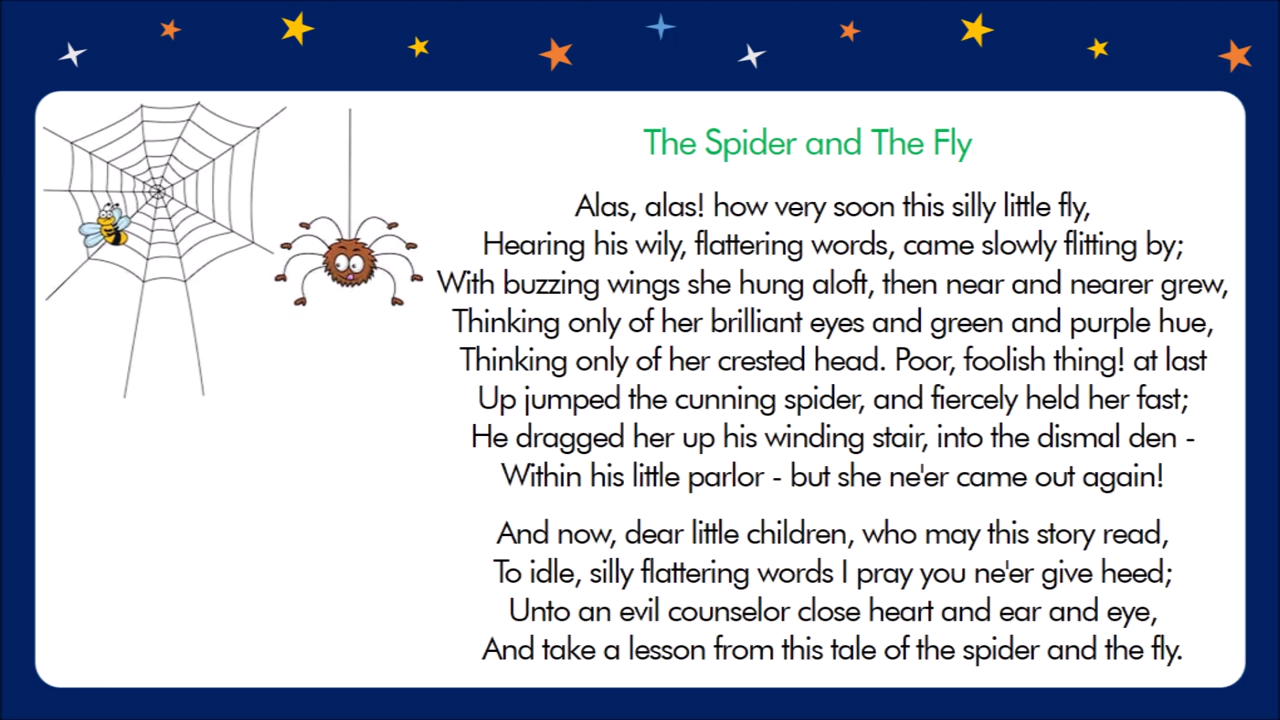 The Spider and The Fly
Alas, alas! how very soon this silly little fly,
Hearing his wily, flattering words, came slowly flitting by;
With buzzing wings she hung aloft, then near and nearer grew,
Thinking only of her brilliant eyes and green and purple hue,
Thinking only of her crested head. Poor, foolish thing! at last
Up jumped the cunning spider, and fiercely held her fast;
He dragged her up his winding stair, into the dismal den -
Within his little parlor - but she ne'er came out again!
And now, dear little children, who may this story read,
To idle, silly flattering words I pray you ne'er give heed;
Unto an evil counselor close heart and ear and eye,
And take a lesson from this tale of the spider and the fly.